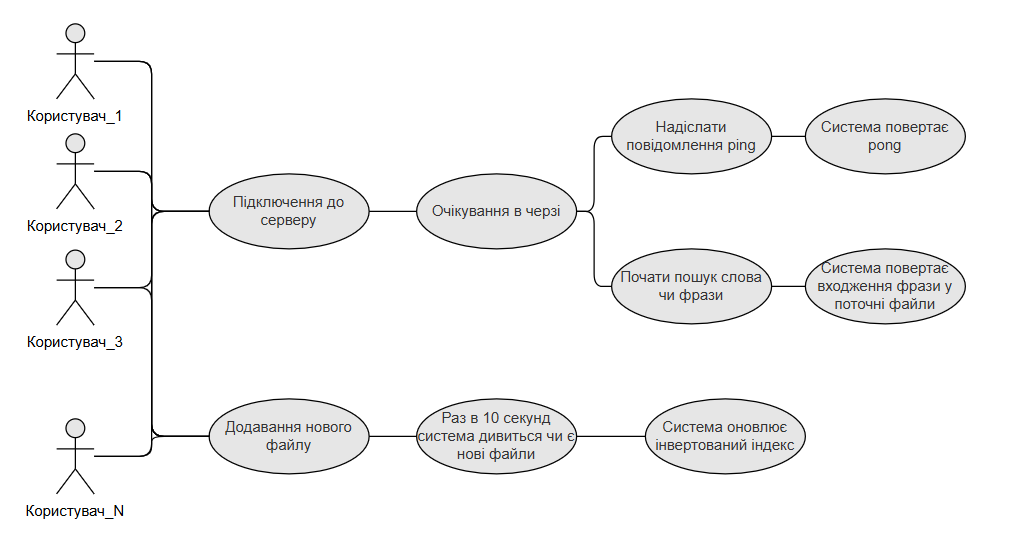 Користувач_1
Користувач_2
Користувач_3
Користувач_N
Підключення до
серверу
Очікування в черзі
Надіслати
повідомлення ping
Система повертає
pong
Почати пошук слова
чи фрази
Система повертає
входження фрази у
поточні файли
Додавання нового
файлу
Раз в 10 секунд
система дивиться чи є
нові файли
Система оновлює
інвертований індекс